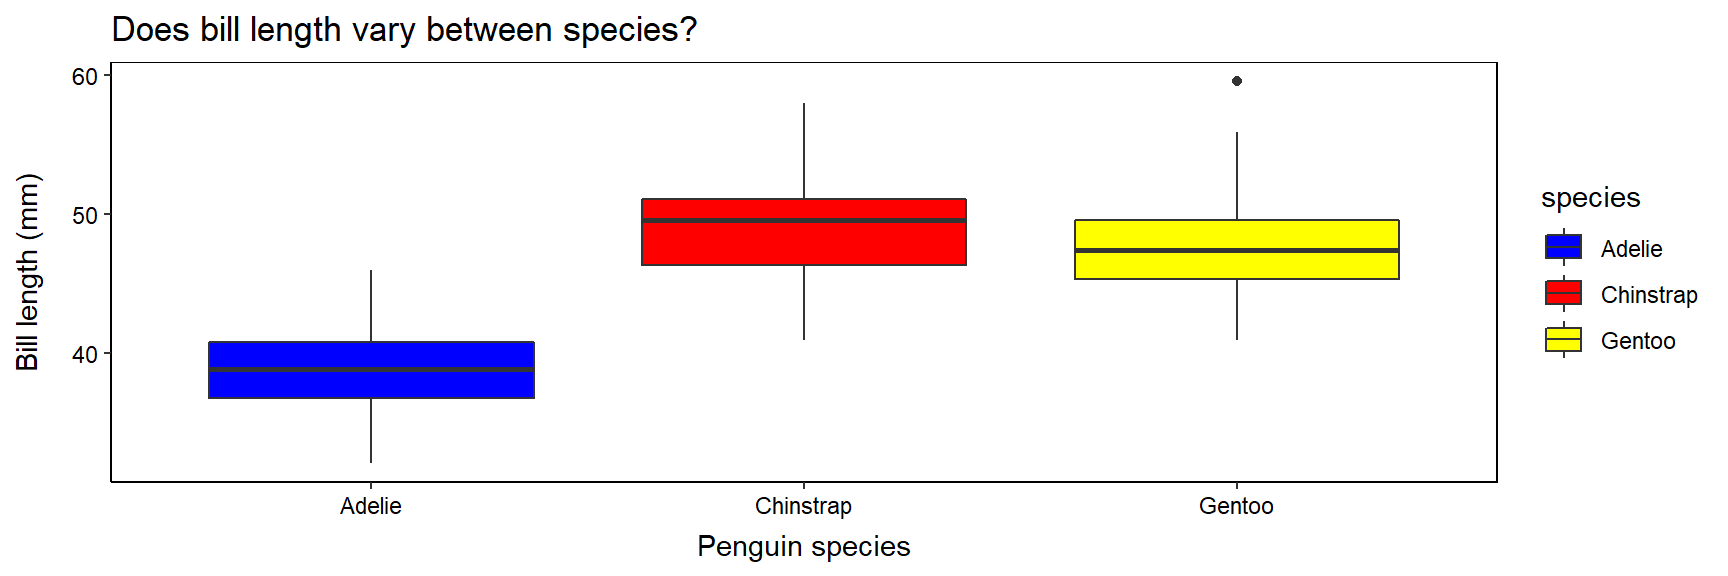 Does bill length vary between species?
Bill length (mm)
60
50
40
Adelie
Chinstrap
Gentoo
Penguin species
species
Adelie
Chinstrap
Gentoo